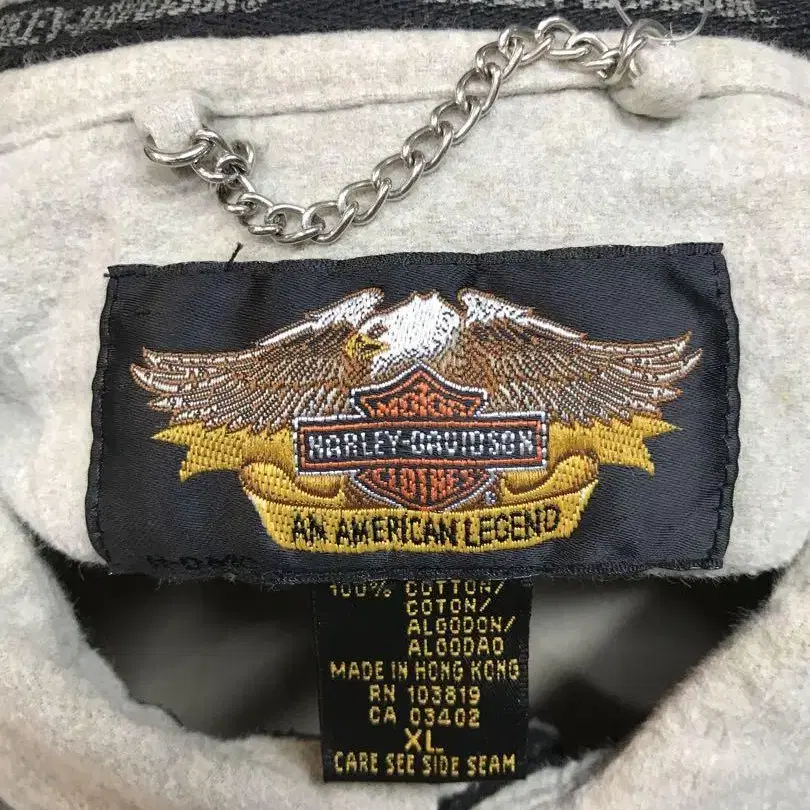 MOTOR
HARLEY-DAVIDSON
CLOTHES
®
AN AMERICAN LEGEND
100% COTTON/
COTON/
ALGODON/
ALGODAO
MADE IN HONG KONG
RN 103819
CA 03402
XL
CARE SEE SIDE SEAM